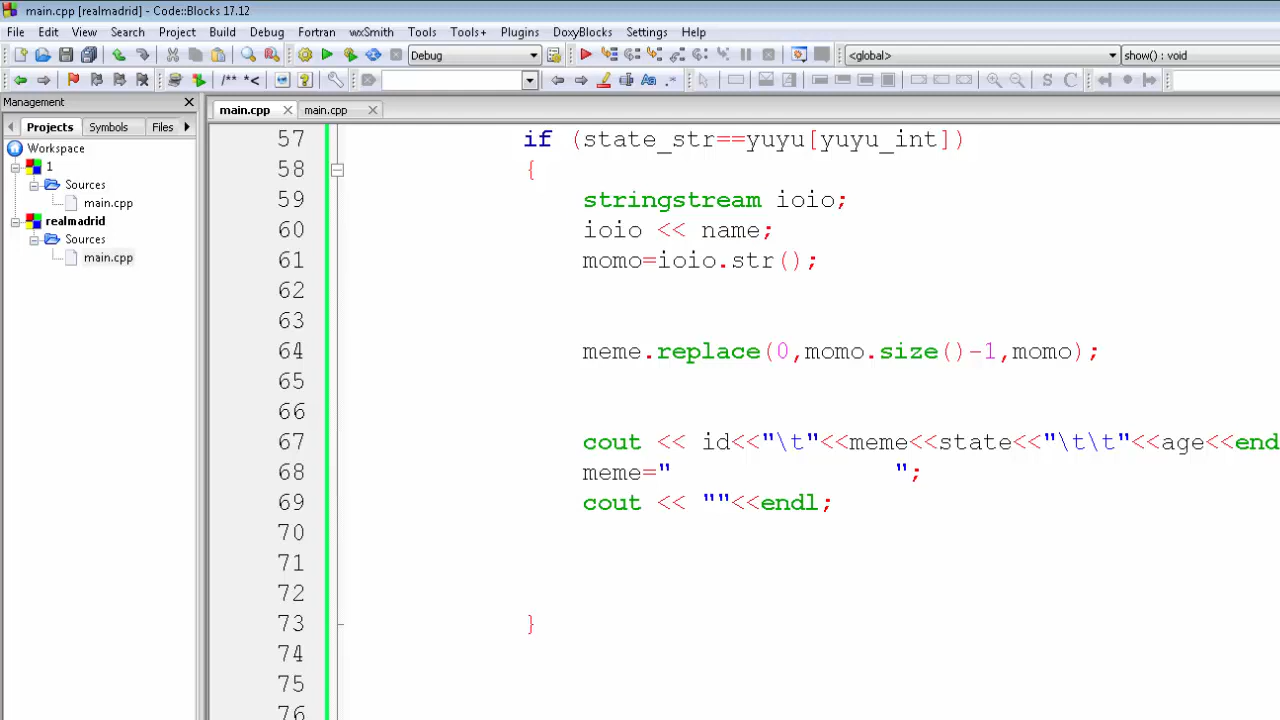 main.cpp [realmadrid] - Code::Blocks 17.12
File Edit View Search Project Build Debug Fortran wxSmith Tools Tools+ Plugins DoxyBlocks Settings Help
Debug <global> show() : void
/** *<
Aa .* S C
Management
main.cpp main.cpp
Projects Symbols Files
Workspace
1
Sources
main.cpp
realmadrid
Sources
main.cpp
57 if (state_str==yuyu[yuyu_int])
58 {
59 stringstream ioio;
60 ioio << name;
61 momo=ioio.str();
62
63
64 meme.replace(0,momo.size()-1,momo);
65
66
67 cout << id<<"\t"<<meme<<state<<"\t\t"<<age<<end
68 meme="               ";
69 cout << ""<<endl;
70
71
72
73 }
74
75
76